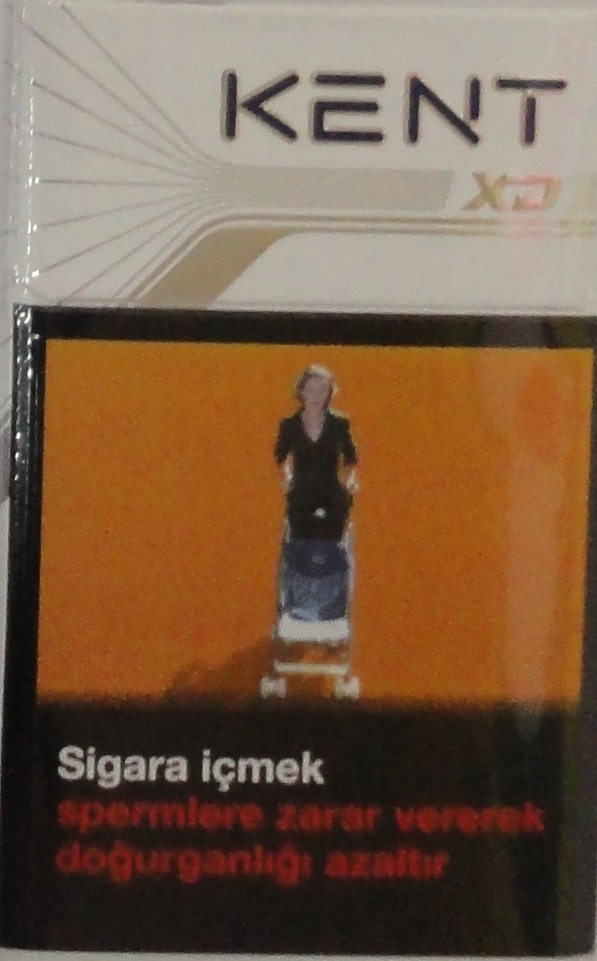 KENT
XD
Sigara içmek
spermlere zarar vererek
doğurganlığı azaltır